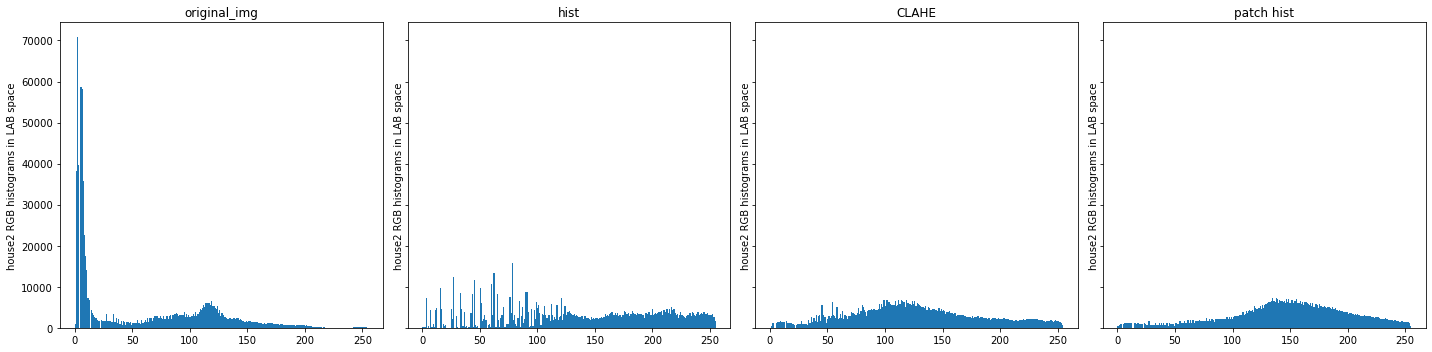 original_img
hist
CLAHE
patch hist
house2 RGB histograms in LAB space
house2 RGB histograms in LAB space
house2 RGB histograms in LAB space
house2 RGB histograms in LAB space
70000
60000
50000
40000
30000
20000
10000
0
0 50 100 150 200 250
0 50 100 150 200 250
0 50 100 150 200 250
0 50 100 150 200 250